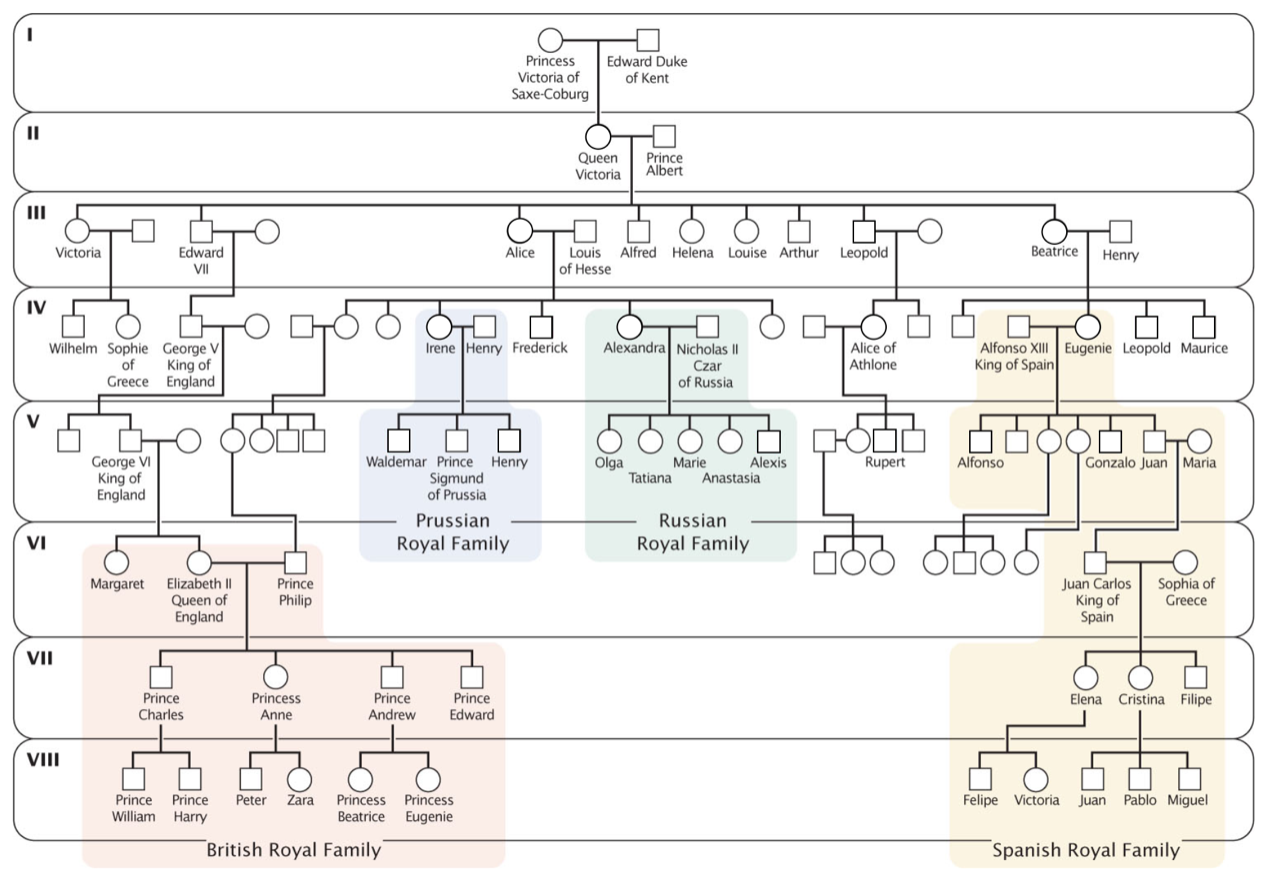 I
Princess
Victoria of
Saxe-Coburg
Edward Duke
of Kent
II
Queen
Victoria
Prince
Albert
III
Victoria
Edward
VII
Alice
Louis
of Hesse
Alfred
Helena
Louise
Arthur
Leopold
Beatrice
Henry
IV
Wilhelm
Sophie
of
Greece
George V
King of
England
Irene
Henry
Frederick
Alexandra
Nicholas II
Czar
of Russia
Alice of
Athlone
Alfonso XIII
King of Spain
Eugenie
Leopold
Maurice
V
George VI
King of
England
Waldemar
Prince
Sigmund
of Prussia
Henry
Olga
Tatiana
Marie
Anastasia
Alexis
Rupert
Alfonso
Gonzalo
Juan
Maria
Prussian
Royal Family
Russian
Royal Family
VI
Margaret
Elizabeth II
Queen of
England
Prince
Philip
Juan Carlos
King of
Spain
Sophia of
Greece
VII
Prince
Charles
Princess
Anne
Prince
Andrew
Prince
Edward
Elena
Cristina
Filipe
VIII
Prince
William
Prince
Harry
Peter
Zara
Princess
Beatrice
Princess
Eugenie
Felipe
Victoria
Juan
Pablo
Miguel
British Royal Family
Spanish Royal Family